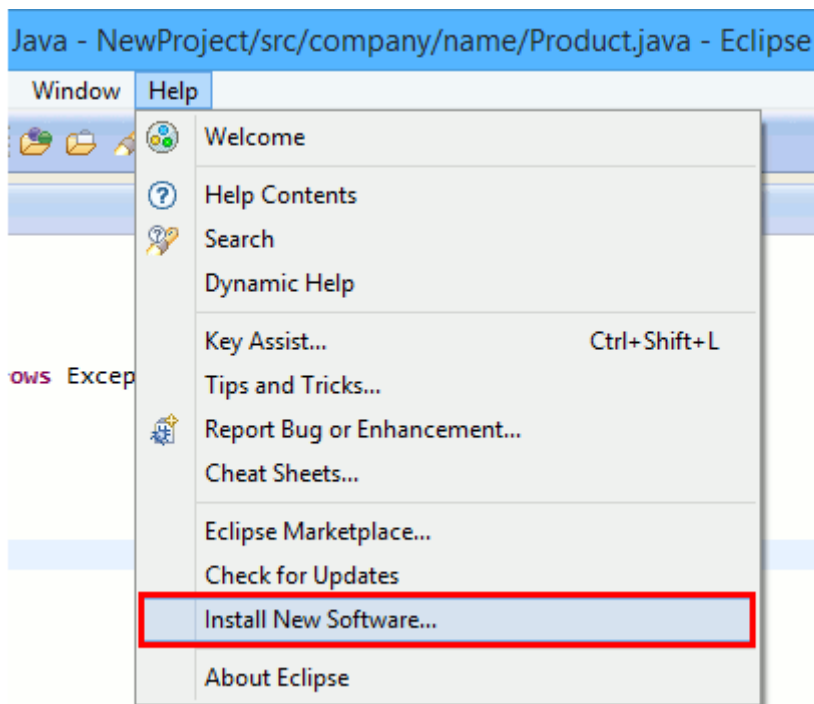 Java - NewProject/src/company/name/Product.java - Eclipse
Window Help
Welcome
Help Contents
Search
Dynamic Help
Key Assist... Ctrl+Shift+L
Tips and Tricks...
ows Excep
Report Bug or Enhancement...
Cheat Sheets...
Eclipse Marketplace...
Check for Updates
Install New Software...
About Eclipse